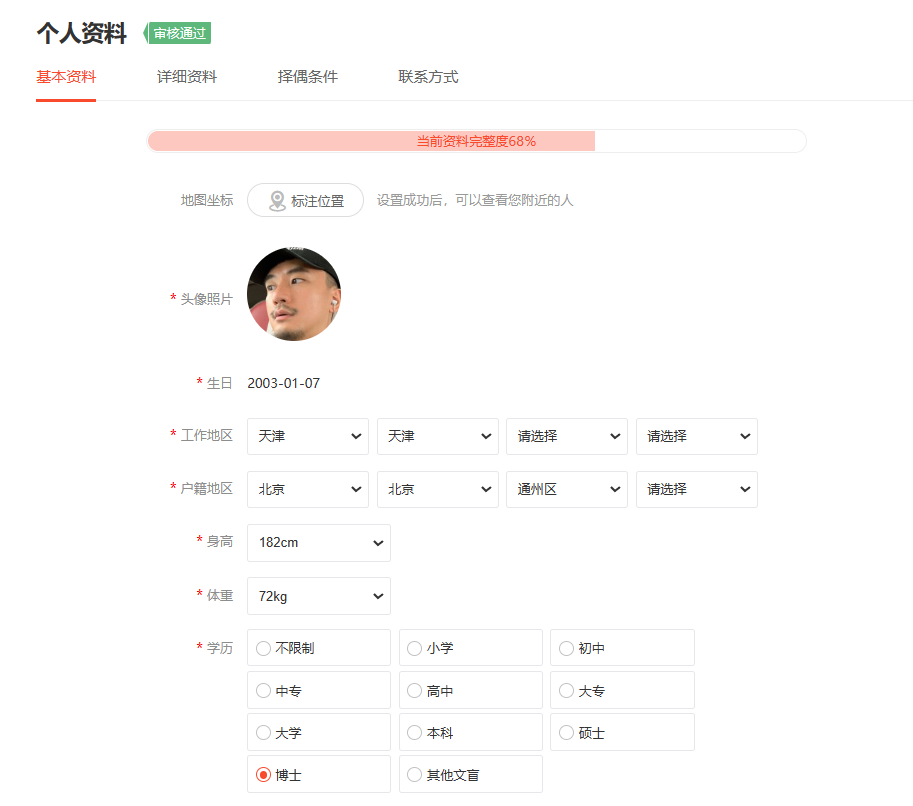 个人资料 审核通过
基本资料 详细资料 择偶条件 联系方式
当前资料完整度68%
地图坐标 标注位置 设置成功后，可以查看您附近的人
* 头像照片
* 生日 2003-01-07
* 工作地区 天津 天津 请选择 请选择
* 户籍地区 北京 北京 通州区 请选择
* 身高 182cm
* 体重 72kg
* 学历 不限制 小学 初中
中专 高中 大专
大学 本科 硕士
博士 其他文盲